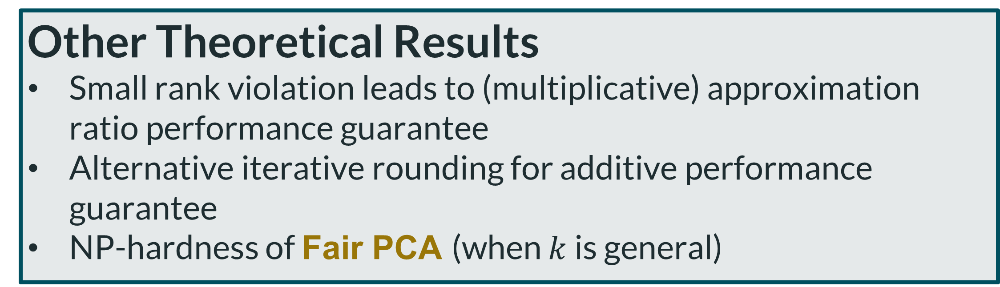 Other Theoretical Results
• Small rank violation leads to (multiplicative) approximation
ratio performance guarantee
• Alternative iterative rounding for additive performance
guarantee
• NP-hardness of Fair PCA (when k is general)